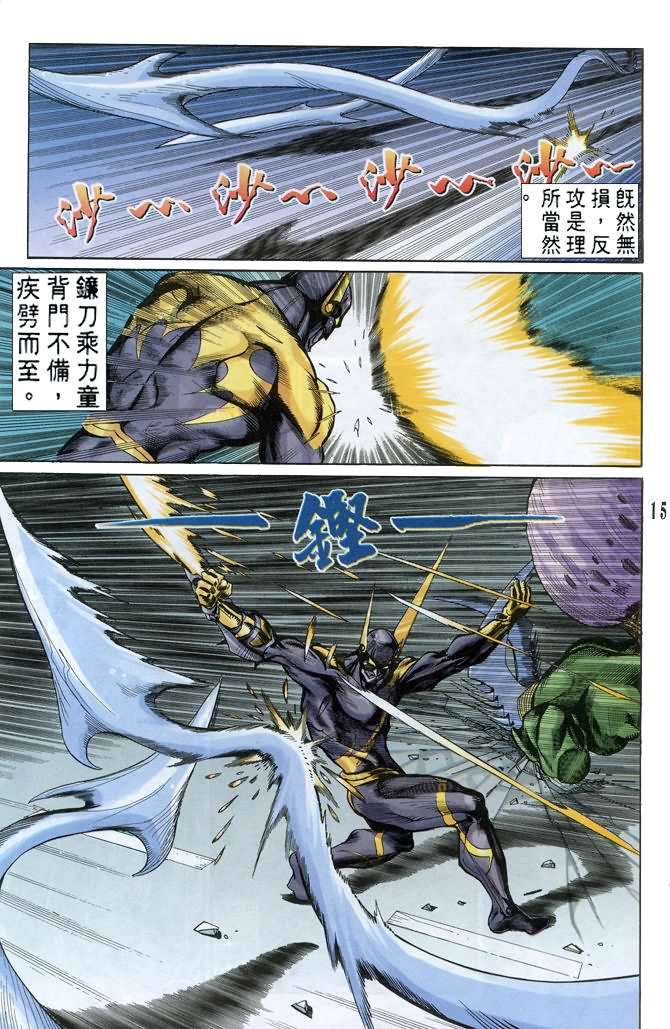 沙～沙～沙～沙～
既然無
損，反
攻是理
所當然
。
鐮刀乘力童
背門不備，
疾劈而至。
鏗
15